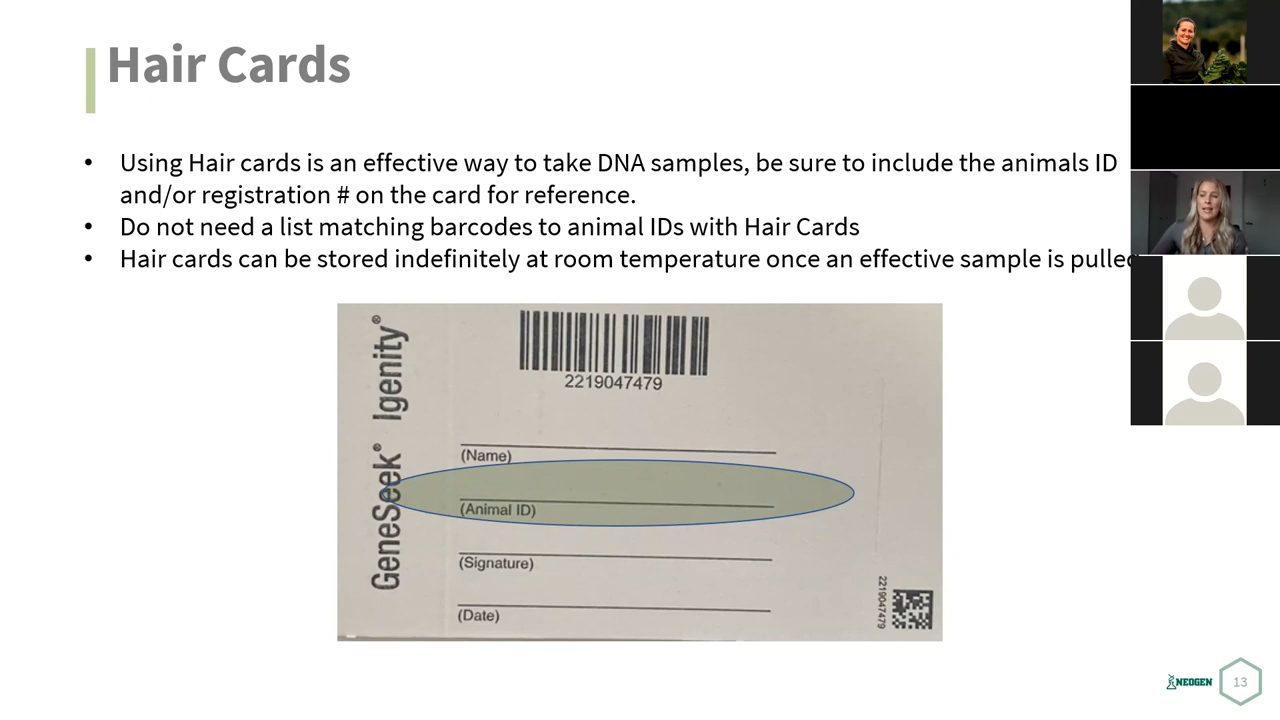 Hair Cards
• Using Hair cards is an effective way to take DNA samples, be sure to include the animals ID
and/or registration # on the card for reference.
• Do not need a list matching barcodes to animal IDs with Hair Cards
• Hair cards can be stored indefinitely at room temperature once an effective sample is pulled
GeneSeek® Igenity®
2219047479
(Name)
(Animal ID)
(Signature)
(Date)
2219047479
NEOGEN
13